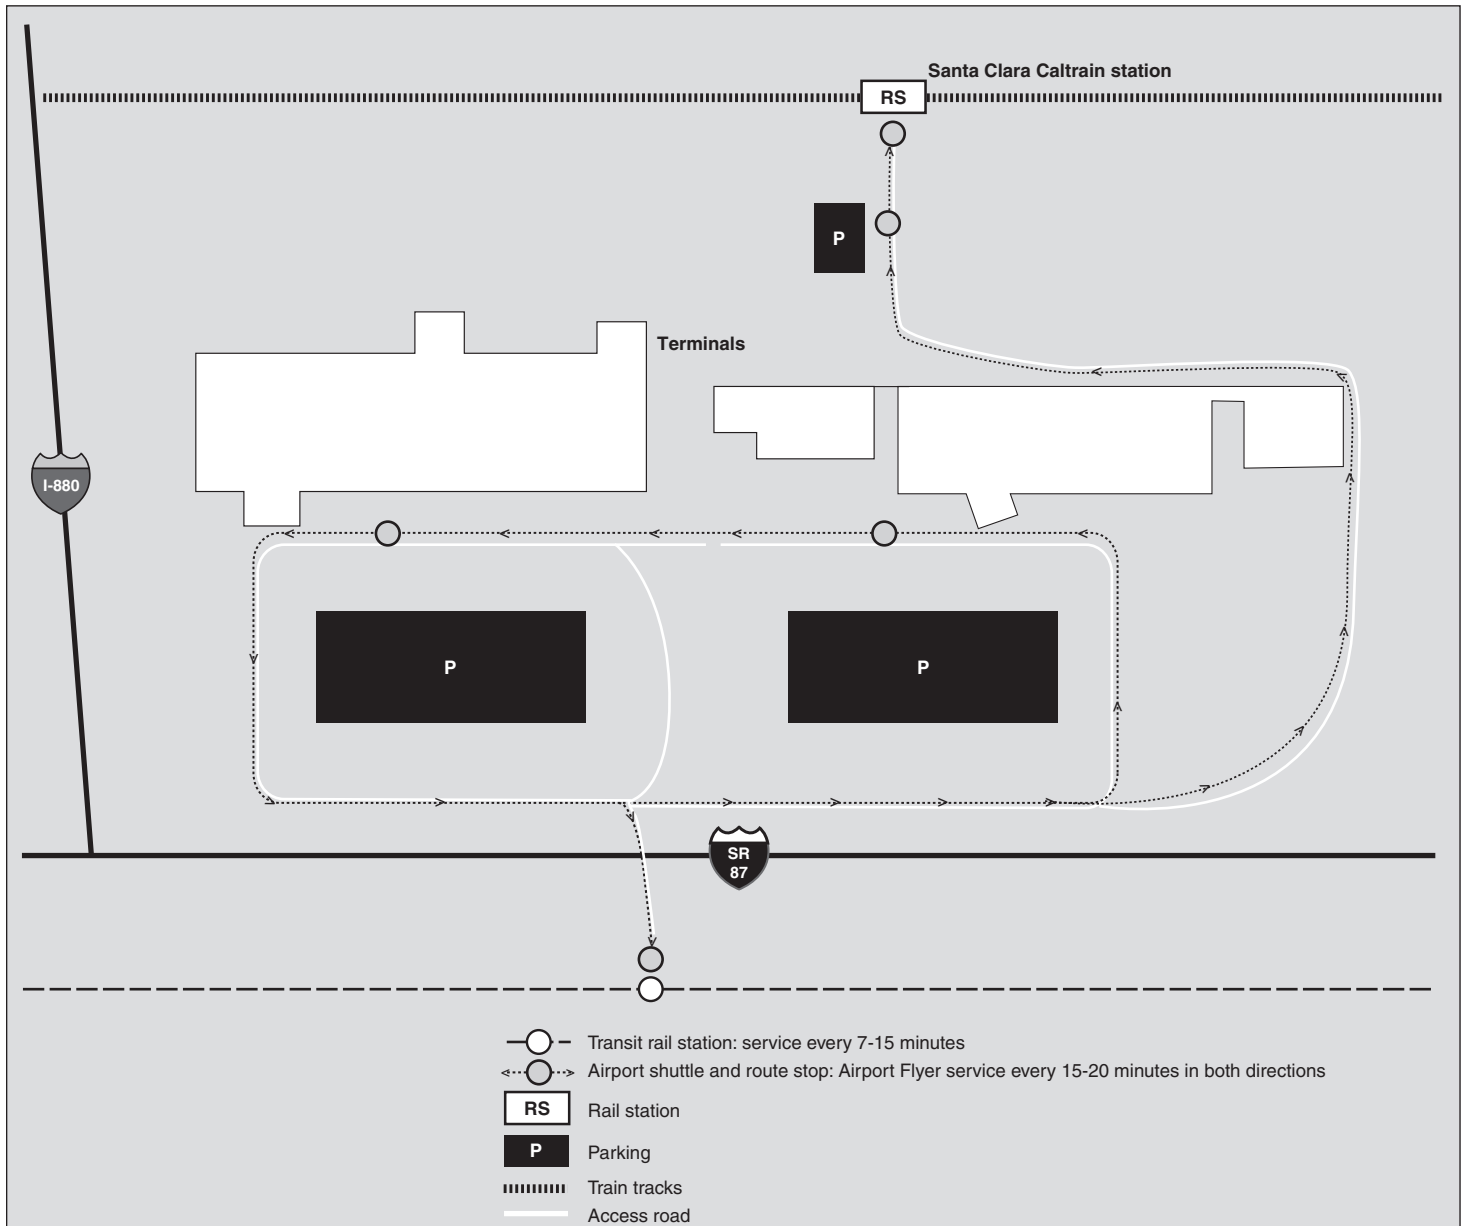 Santa Clara Caltrain station
RS
P
Terminals
I-880
P
P
SR
87
Transit rail station: service every 7-15 minutes
Airport shuttle and route stop: Airport Flyer service every 15-20 minutes in both directions
RS
Rail station
P
Parking
Train tracks
Access road